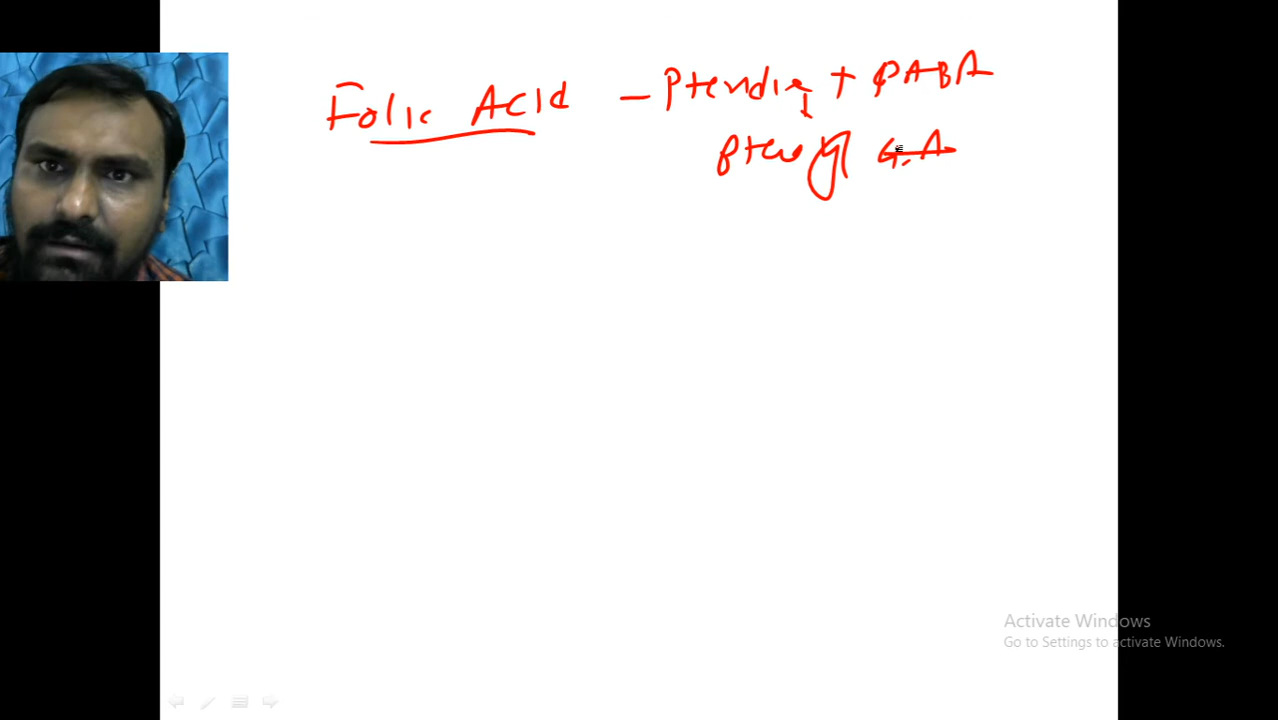 Folic Acid - Pteridine + PABA
Pteroyl G.A.
Activate Windows
Go to Settings to activate Windows.